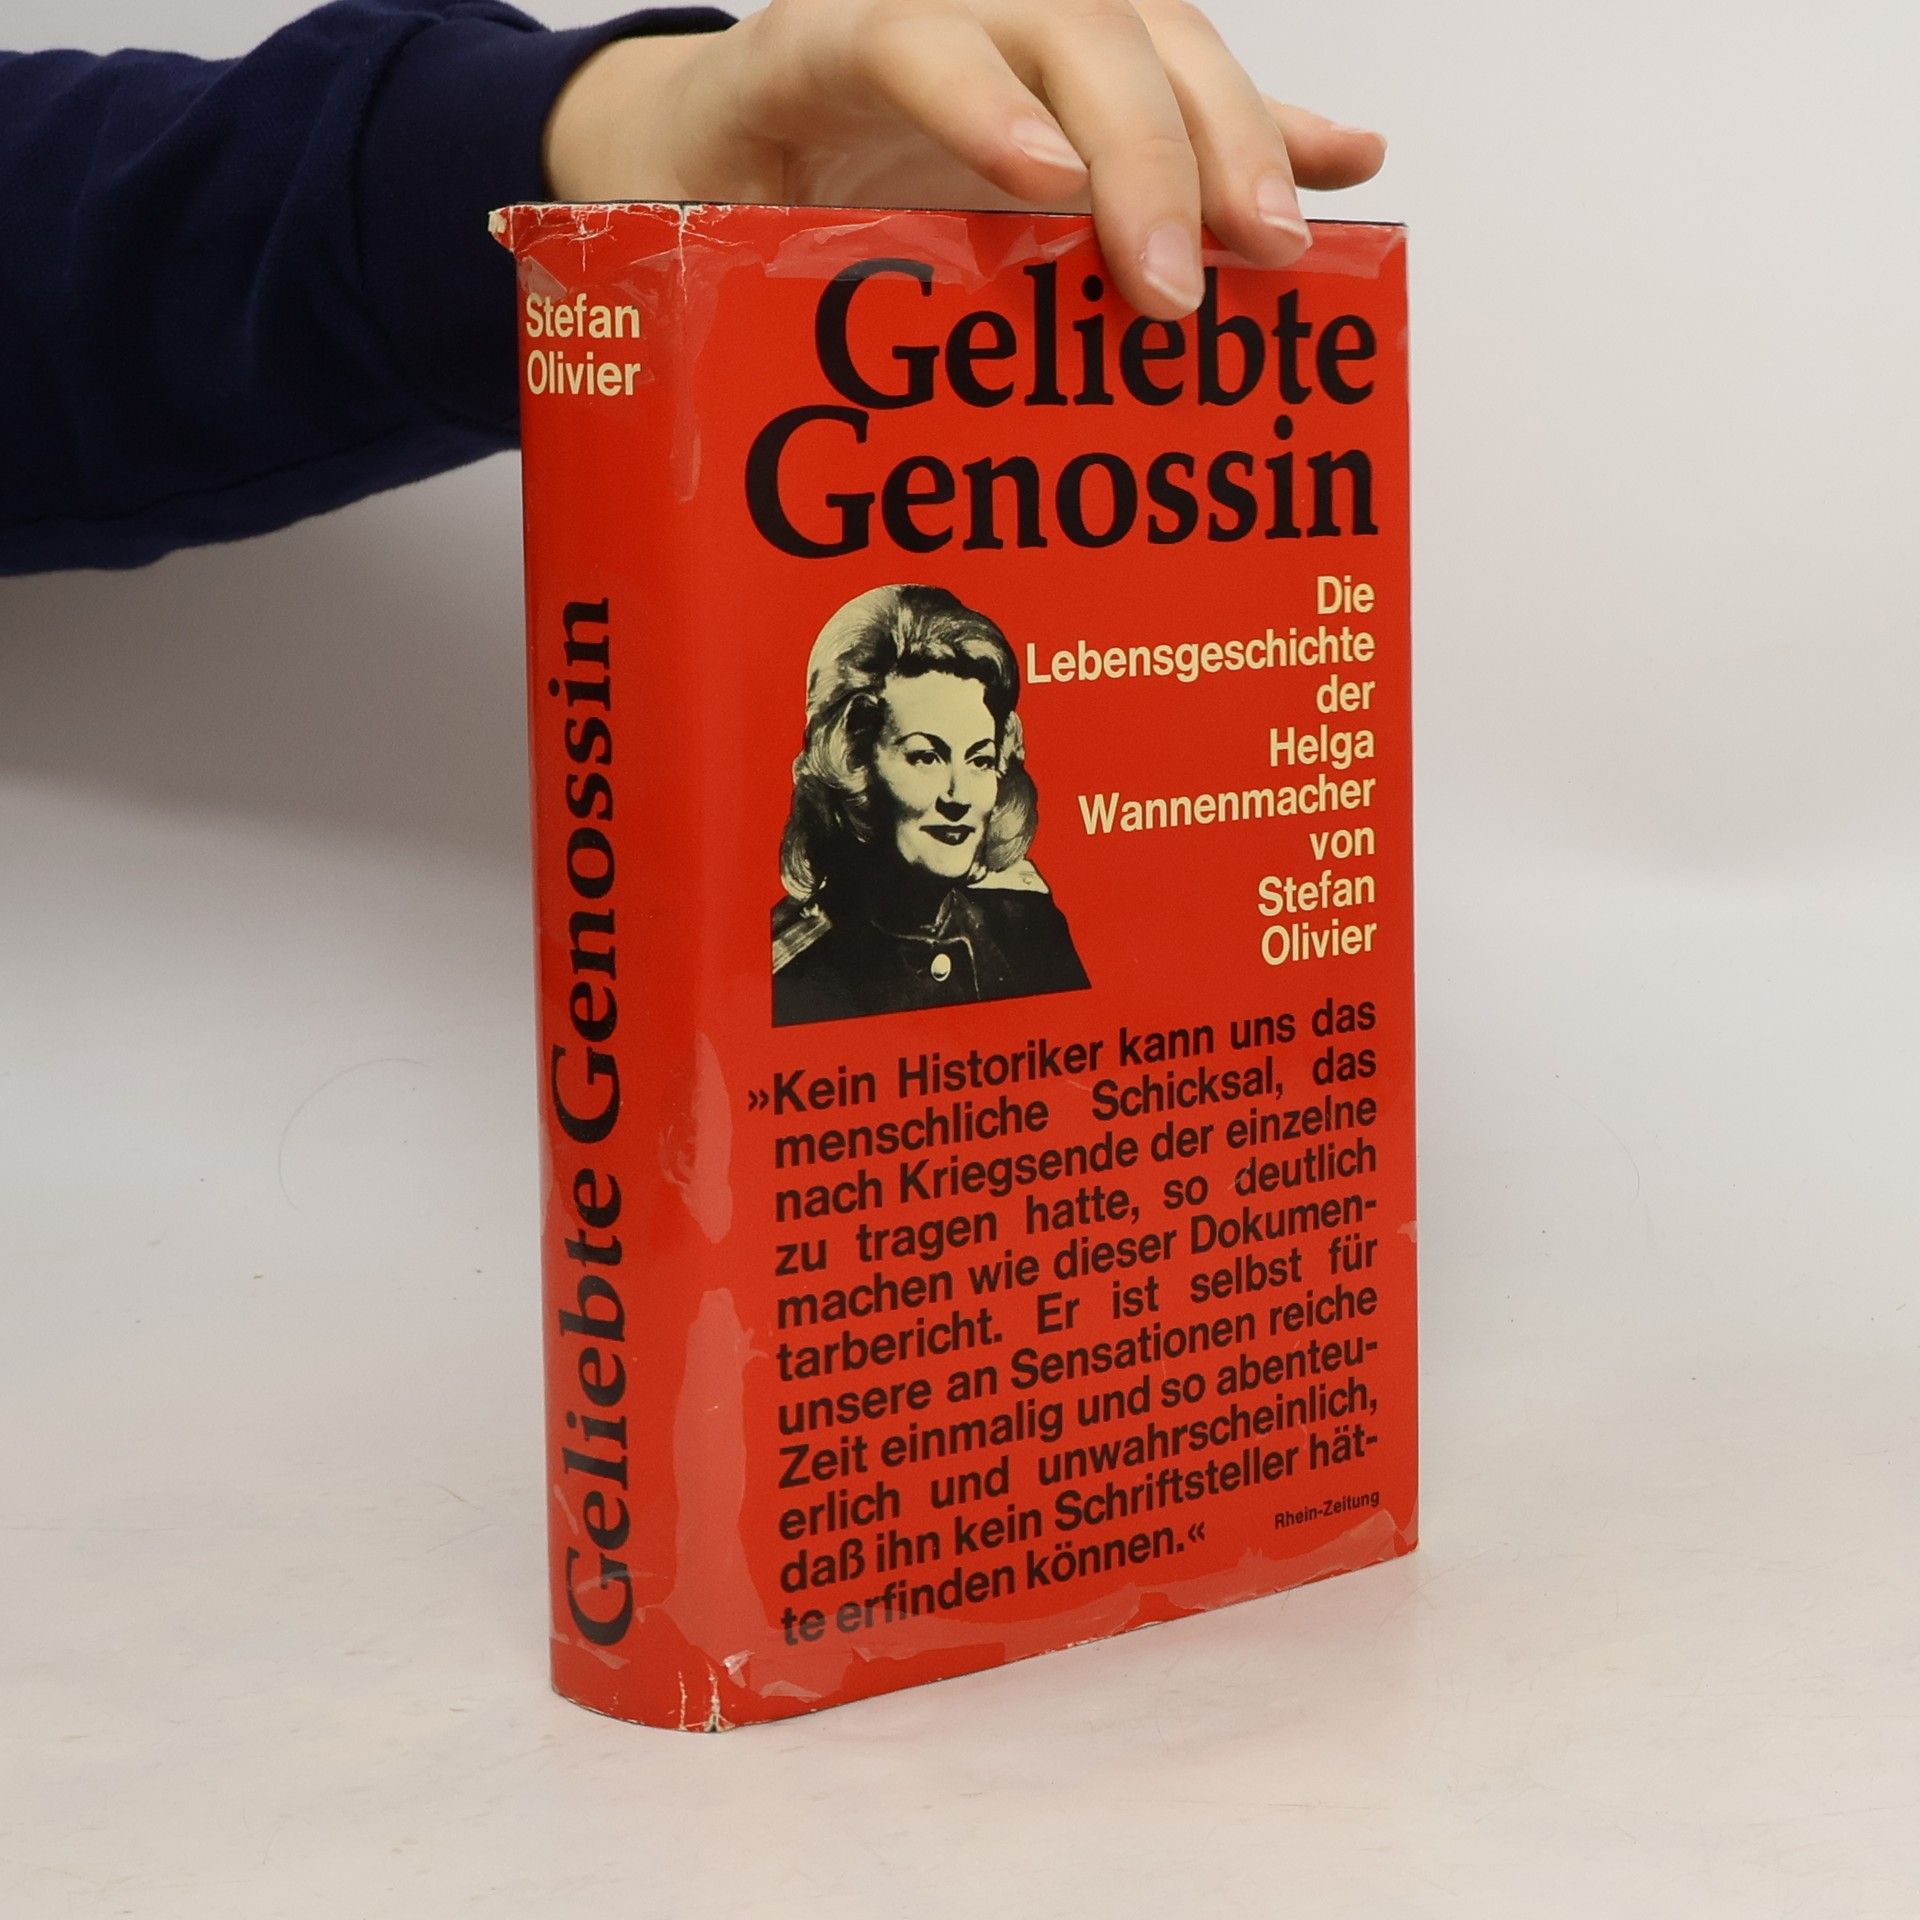 Stefan
Olivier
Geliebte Genossin
Geliebte
Genossin
Die
Lebensgeschichte
der
Helga
Wannenmacher
von
Stefan
Olivier
»Kein Historiker kann uns das
menschliche Schicksal, das
nach Kriegsende der einzelne
zu tragen hatte, so deutlich
machen wie dieser Dokumen-
tarbericht. Er ist selbst für
unsere an Sensationen reiche
Zeit einmalig und so abenteu-
erlich und unwahrscheinlich,
daß ihn kein Schriftsteller hät-
te erfinden können.«
Rhein-Zeitung